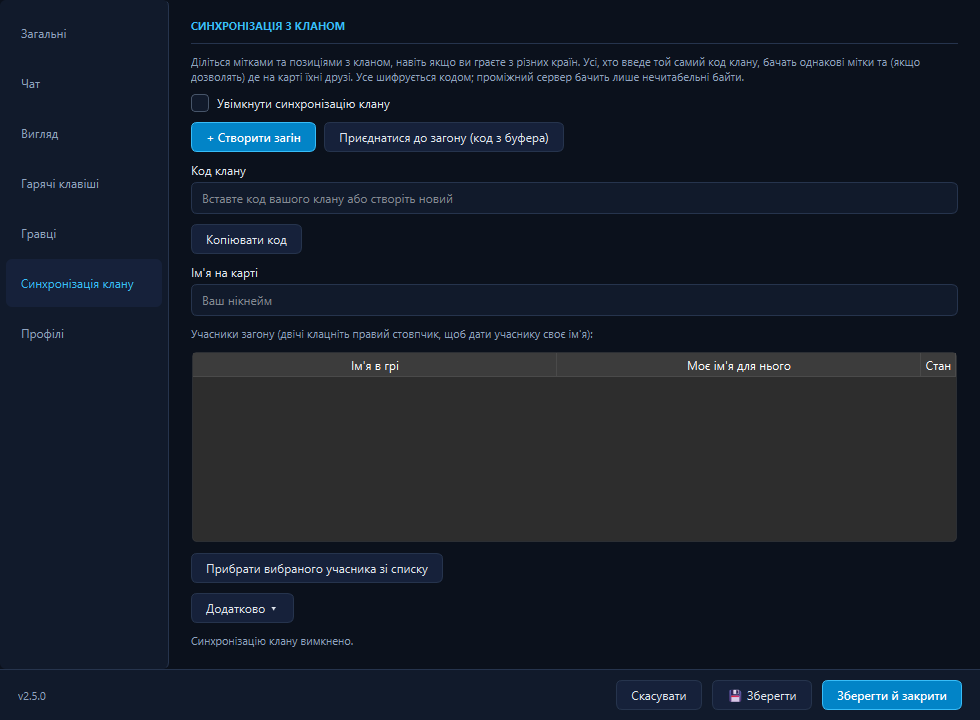 Загальні
Чат
Вигляд
Гарячі клавіші
Гравці
Синхронізація клану
Профілі
СИНХРОНІЗАЦІЯ З КЛАНОМ
Діліться мітками та позиціями з кланом, навіть якщо ви граєте з різних країн. Усі, хто введе той самий код клану, бачать однакові мітки та (якщо
дозволять) де на карті їхні друзі. Усе шифрується кодом; проміжний сервер бачить лише нечитабельні байти.
Увімкнути синхронізацію клану
+ Створити загін
Приєднатися до загону (код з буфера)
Код клану
Вставте код вашого клану або створіть новий
Копіювати код
Ім'я на карті
Ваш нікнейм
Учасники загону (двічі клацніть правий стовпчик, щоб дати учаснику своє ім'я):
Ім'я в грі
Моє ім'я для нього
Стан
Прибрати вибраного учасника зі списку
Додатково ▾
Синхронізацію клану вимкнено.
v2.5.0
Скасувати
💾 Зберегти
Зберегти й закрити